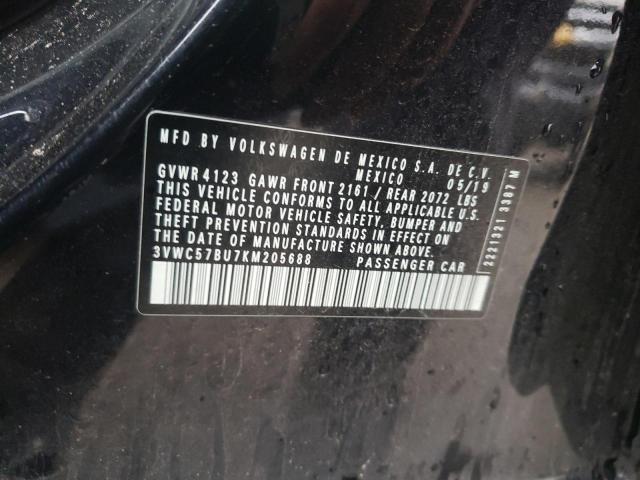 MFD BY VOLKSWAGEN DE MEXICO S.A. DE C.V.
MEXICO 05/19
GVWR 4123 GAWR FRONT 2161 / REAR 2072 LBS
THIS VEHICLE CONFORMS TO ALL APPLICABLE U.S.
FEDERAL MOTOR VEHICLE SAFETY, BUMPER AND
THEFT PREVENTION STANDARDS IN EFFECT ON
THE DATE OF MANUFACTURE SHOWN ABOVE.
3VWC57BU7KM205688 PASSENGER CAR
2221321 3387 M